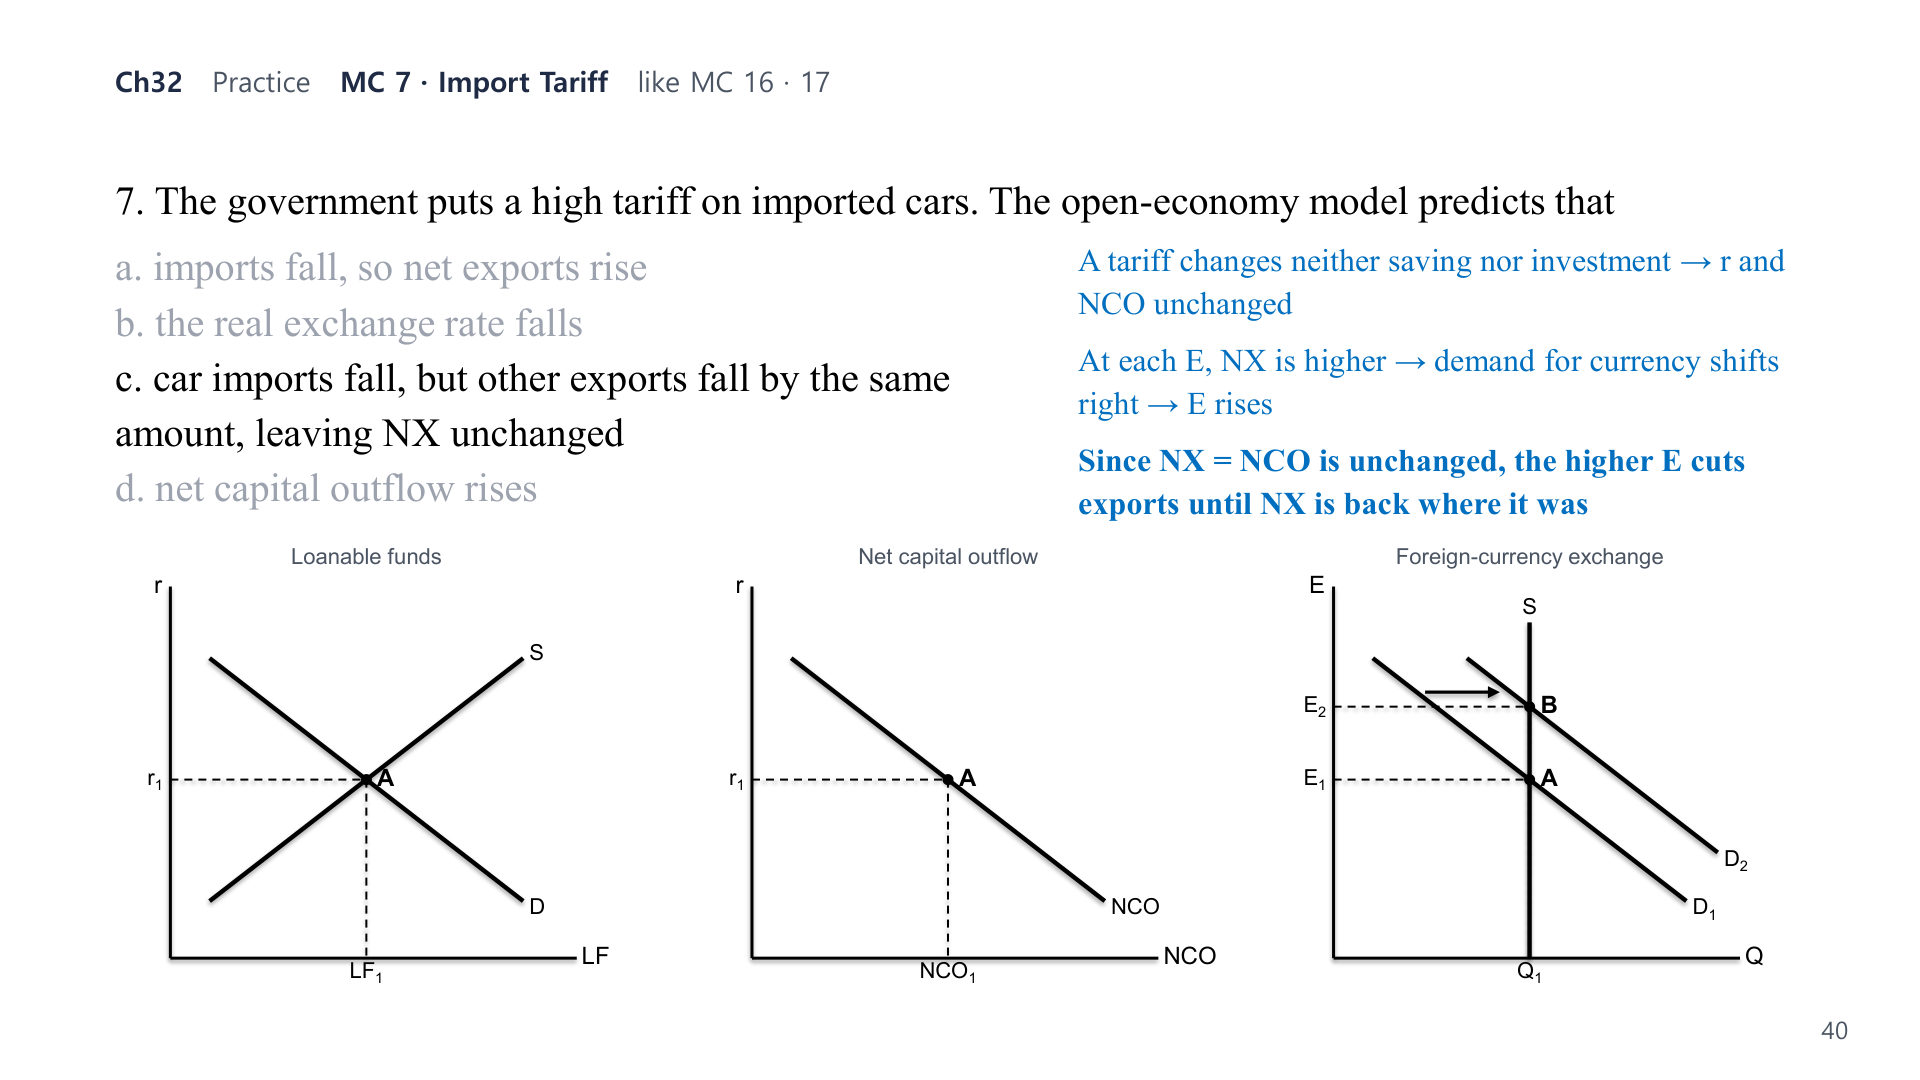 Ch32 Practice MC 7 · Import Tariff like MC 16 · 17
7. The government puts a high tariff on imported cars. The open-economy model predicts that
a. imports fall, so net exports rise
b. the real exchange rate falls
c. car imports fall, but other exports fall by the same
amount, leaving NX unchanged
d. net capital outflow rises
A tariff changes neither saving nor investment → r and
NCO unchanged
At each E, NX is higher → demand for currency shifts
right → E rises
Since NX = NCO is unchanged, the higher E cuts
exports until NX is back where it was
Loanable funds
r
S
r₁
A
D
LF
LF₁
Net capital outflow
r
r₁
A
NCO
NCO
NCO₁
Foreign-currency exchange
E
S
E₂
B
E₁
A
D₂
D₁
Q
Q₁
40